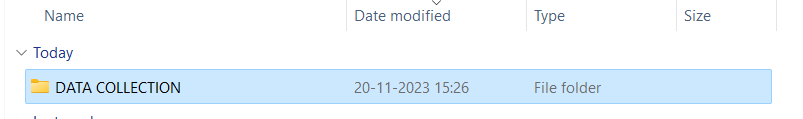 Name Date modified Type Size
Today
DATA COLLECTION 20-11-2023 15:26 File folder